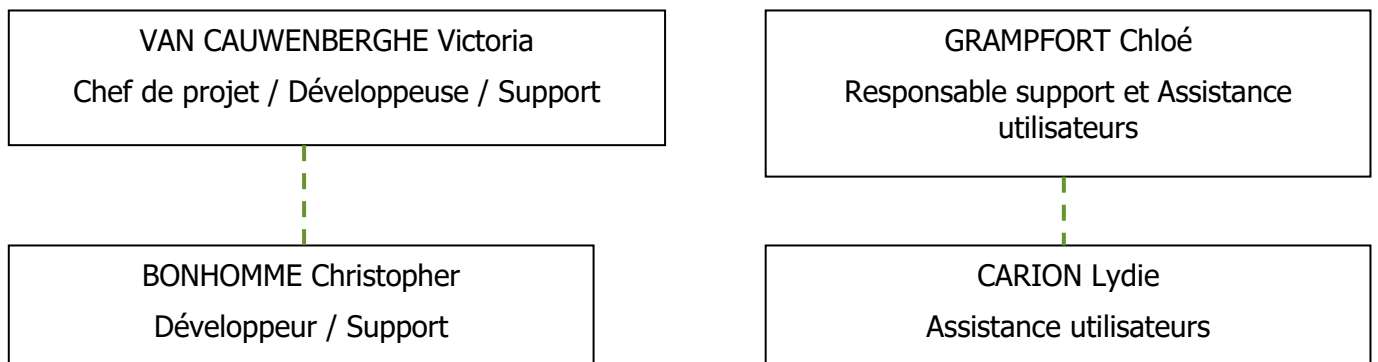 VAN CAUWENBERGHE Victoria
Chef de projet / Développeuse / Support
GRAMPFORT Chloé
Responsable support et Assistance
utilisateurs
BONHOMME Christopher
Développeur / Support
CARION Lydie
Assistance utilisateurs